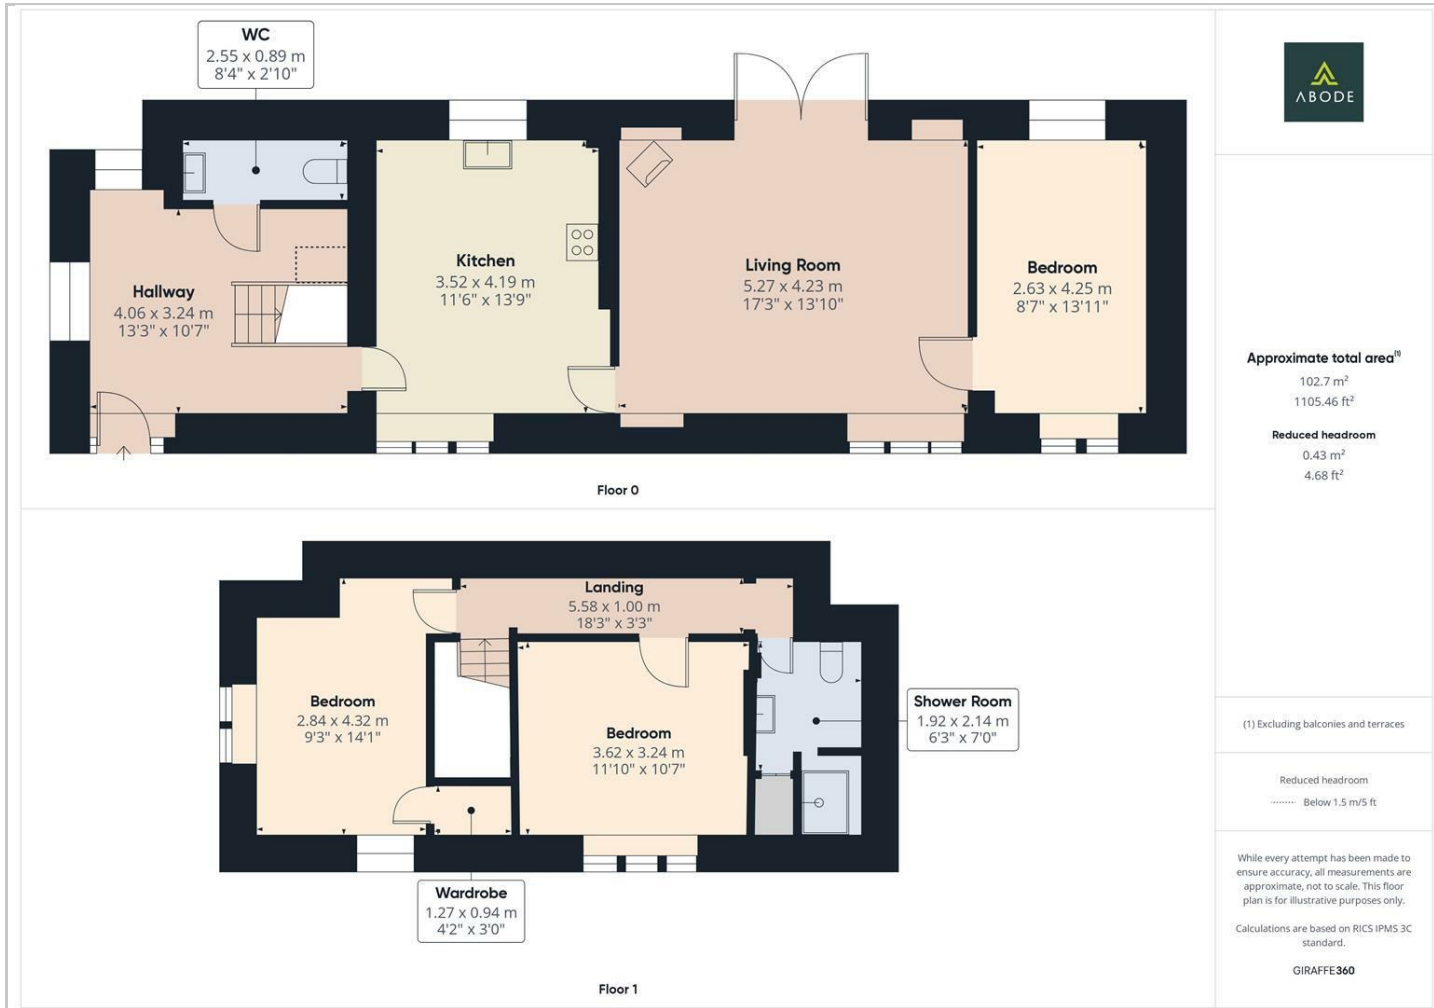 WC
2.55 x 0.89 m
8'4" x 2'10"
Kitchen
3.52 x 4.19 m
11'6" x 13'9"
Living Room
5.27 x 4.23 m
17'3" x 13'10"
Bedroom
2.63 x 4.25 m
8'7" x 13'11"
Hallway
4.06 x 3.24 m
13'3" x 10'7"
Floor 0
Landing
5.58 x 1.00 m
18'3" x 3'3"
Bedroom
2.84 x 4.32 m
9'3" x 14'1"
Bedroom
3.62 x 3.24 m
11'10" x 10'7"
Shower Room
1.92 x 2.14 m
6'3" x 7'0"
Wardrobe
1.27 x 0.94 m
4'2" x 3'0"
Floor 1
ABODE
Approximate total area(1)
102.7 m²
1105.46 ft²
Reduced headroom
0.43 m²
4.68 ft²
(1) Excluding balconies and terraces
Reduced headroom
Below 1.5 m/5 ft
While every attempt has been made to
ensure accuracy, all measurements are
approximate, not to scale. This floor
plan is for illustrative purposes only.
Calculations are based on RICS IPMS 3C
standard.
GIRAFFE360